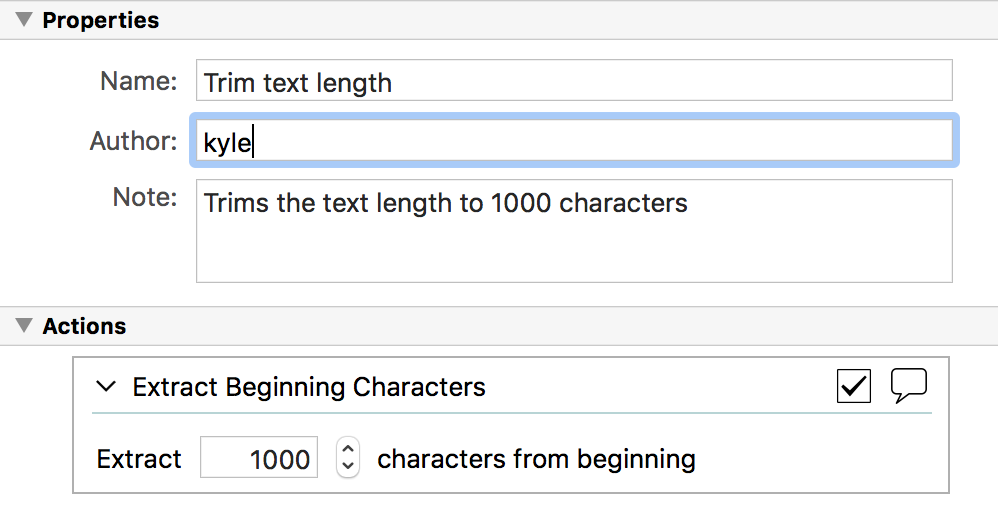 Properties
Name: Trim text length
Author: kyle
Note: Trims the text length to 1000 characters
Actions
Extract Beginning Characters
Extract 1000 characters from beginning